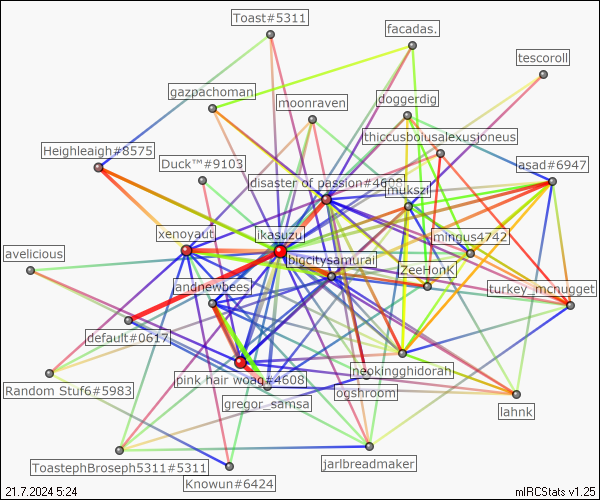 Toast#5311
facadas.
tescoroll
gazpachoman
doggerdig
moonraven
thiccusboiusalexusjoneus
Heighleaigh#8575
Duck™#9103
asad#6947
disaster of passion#4608
mukszi
xenoyaut
ikasuzu
mingus4742
avelicious
bigcitysamurai
ZeeHonK
andnewbees
turkey_mcnugget
default#0617
neokingghidorah
pink hair woag#4608
Random Stuf6#5983
ogshroom
gregor_samsa
lahnk
ToastephBroseph5311#5311
jarlbreadmaker
Knowun#6424
21.7.2024 5:24
mIRCStats v1.25